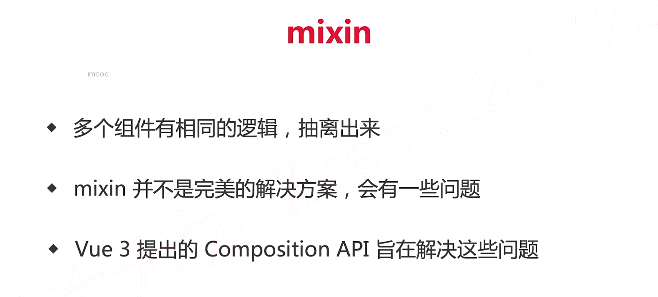 mixin
imooc
◆ 多个组件有相同的逻辑，抽离出来
◆ mixin 并不是完美的解决方案，会有一些问题
◆ Vue 3 提出的 Composition API 旨在解决这些问题